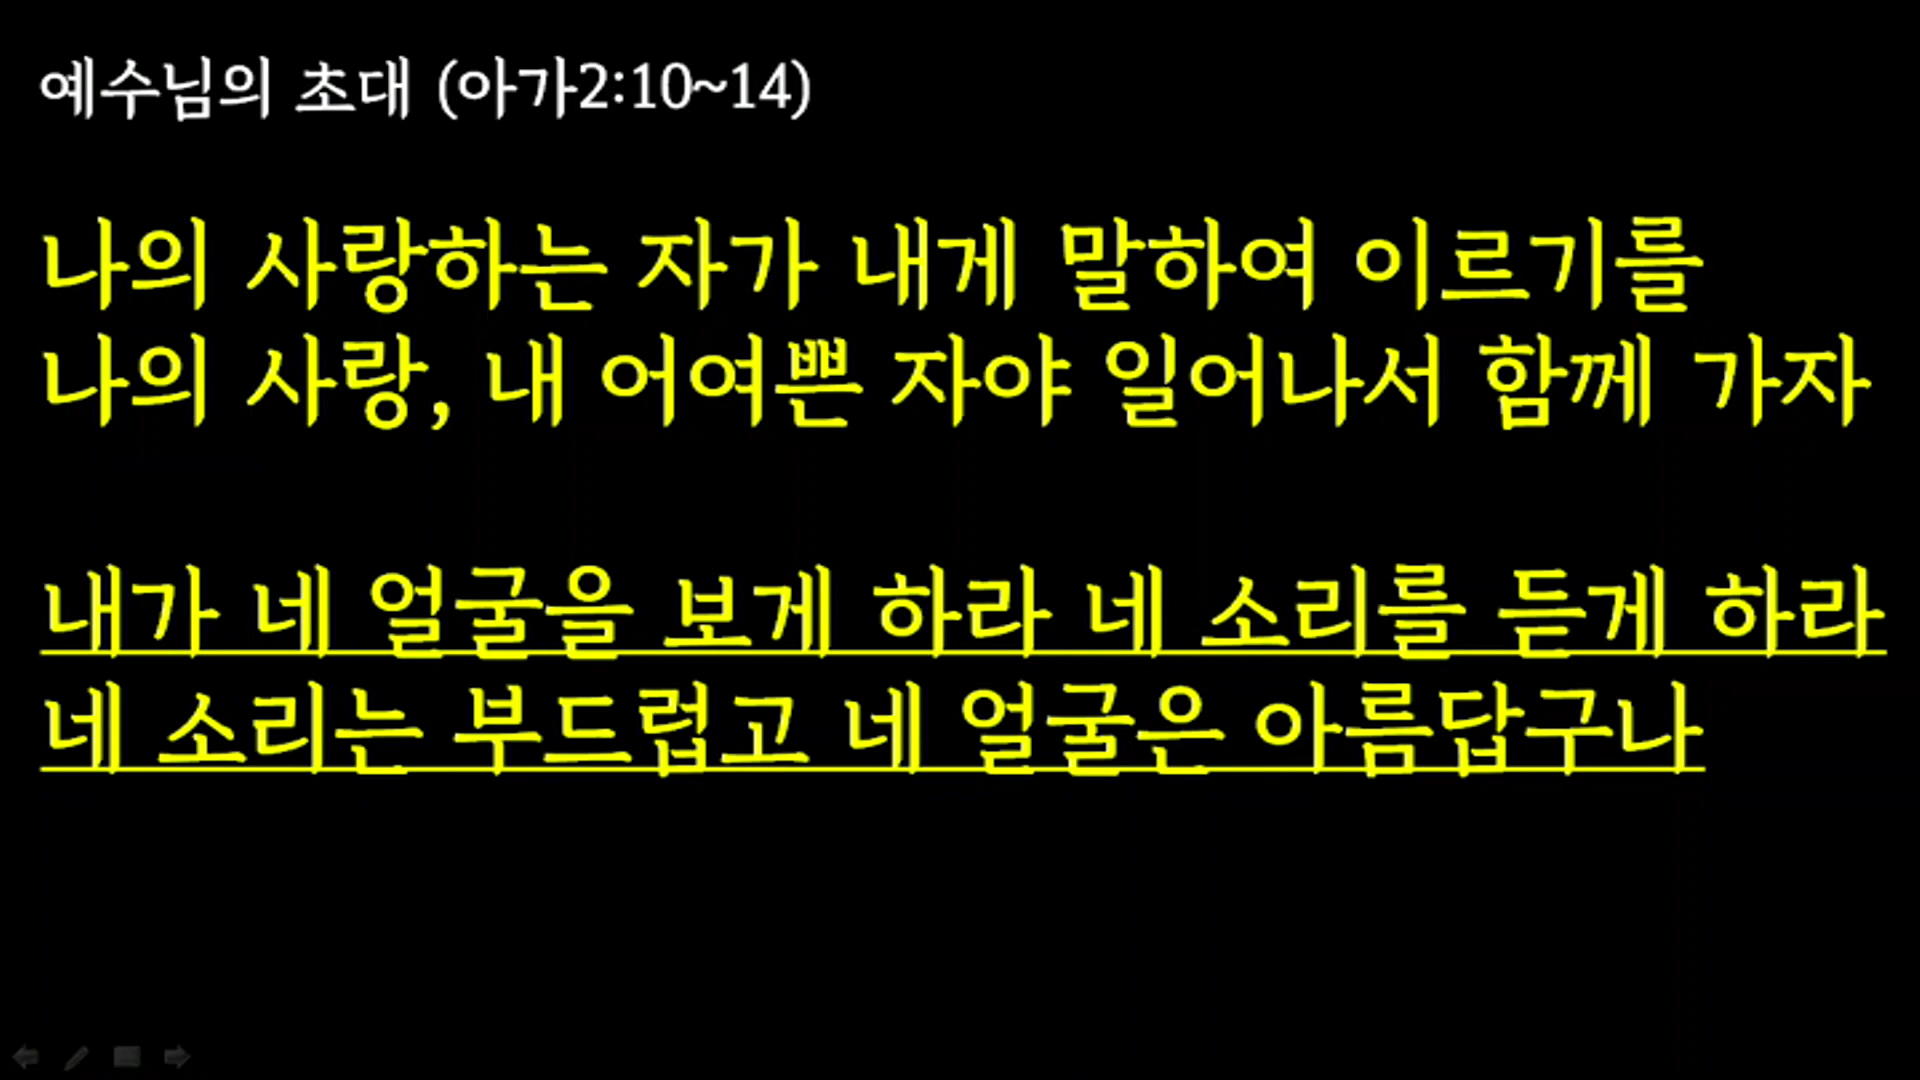 예수님의 초대 (아가2:10~14)
나의 사랑하는 자가 내게 말하여 이르기를
나의 사랑, 내 어여쁜 자야 일어나서 함께 가자
내가 네 얼굴을 보게 하라 네 소리를 듣게 하라
네 소리는 부드럽고 네 얼굴은 아름답구나